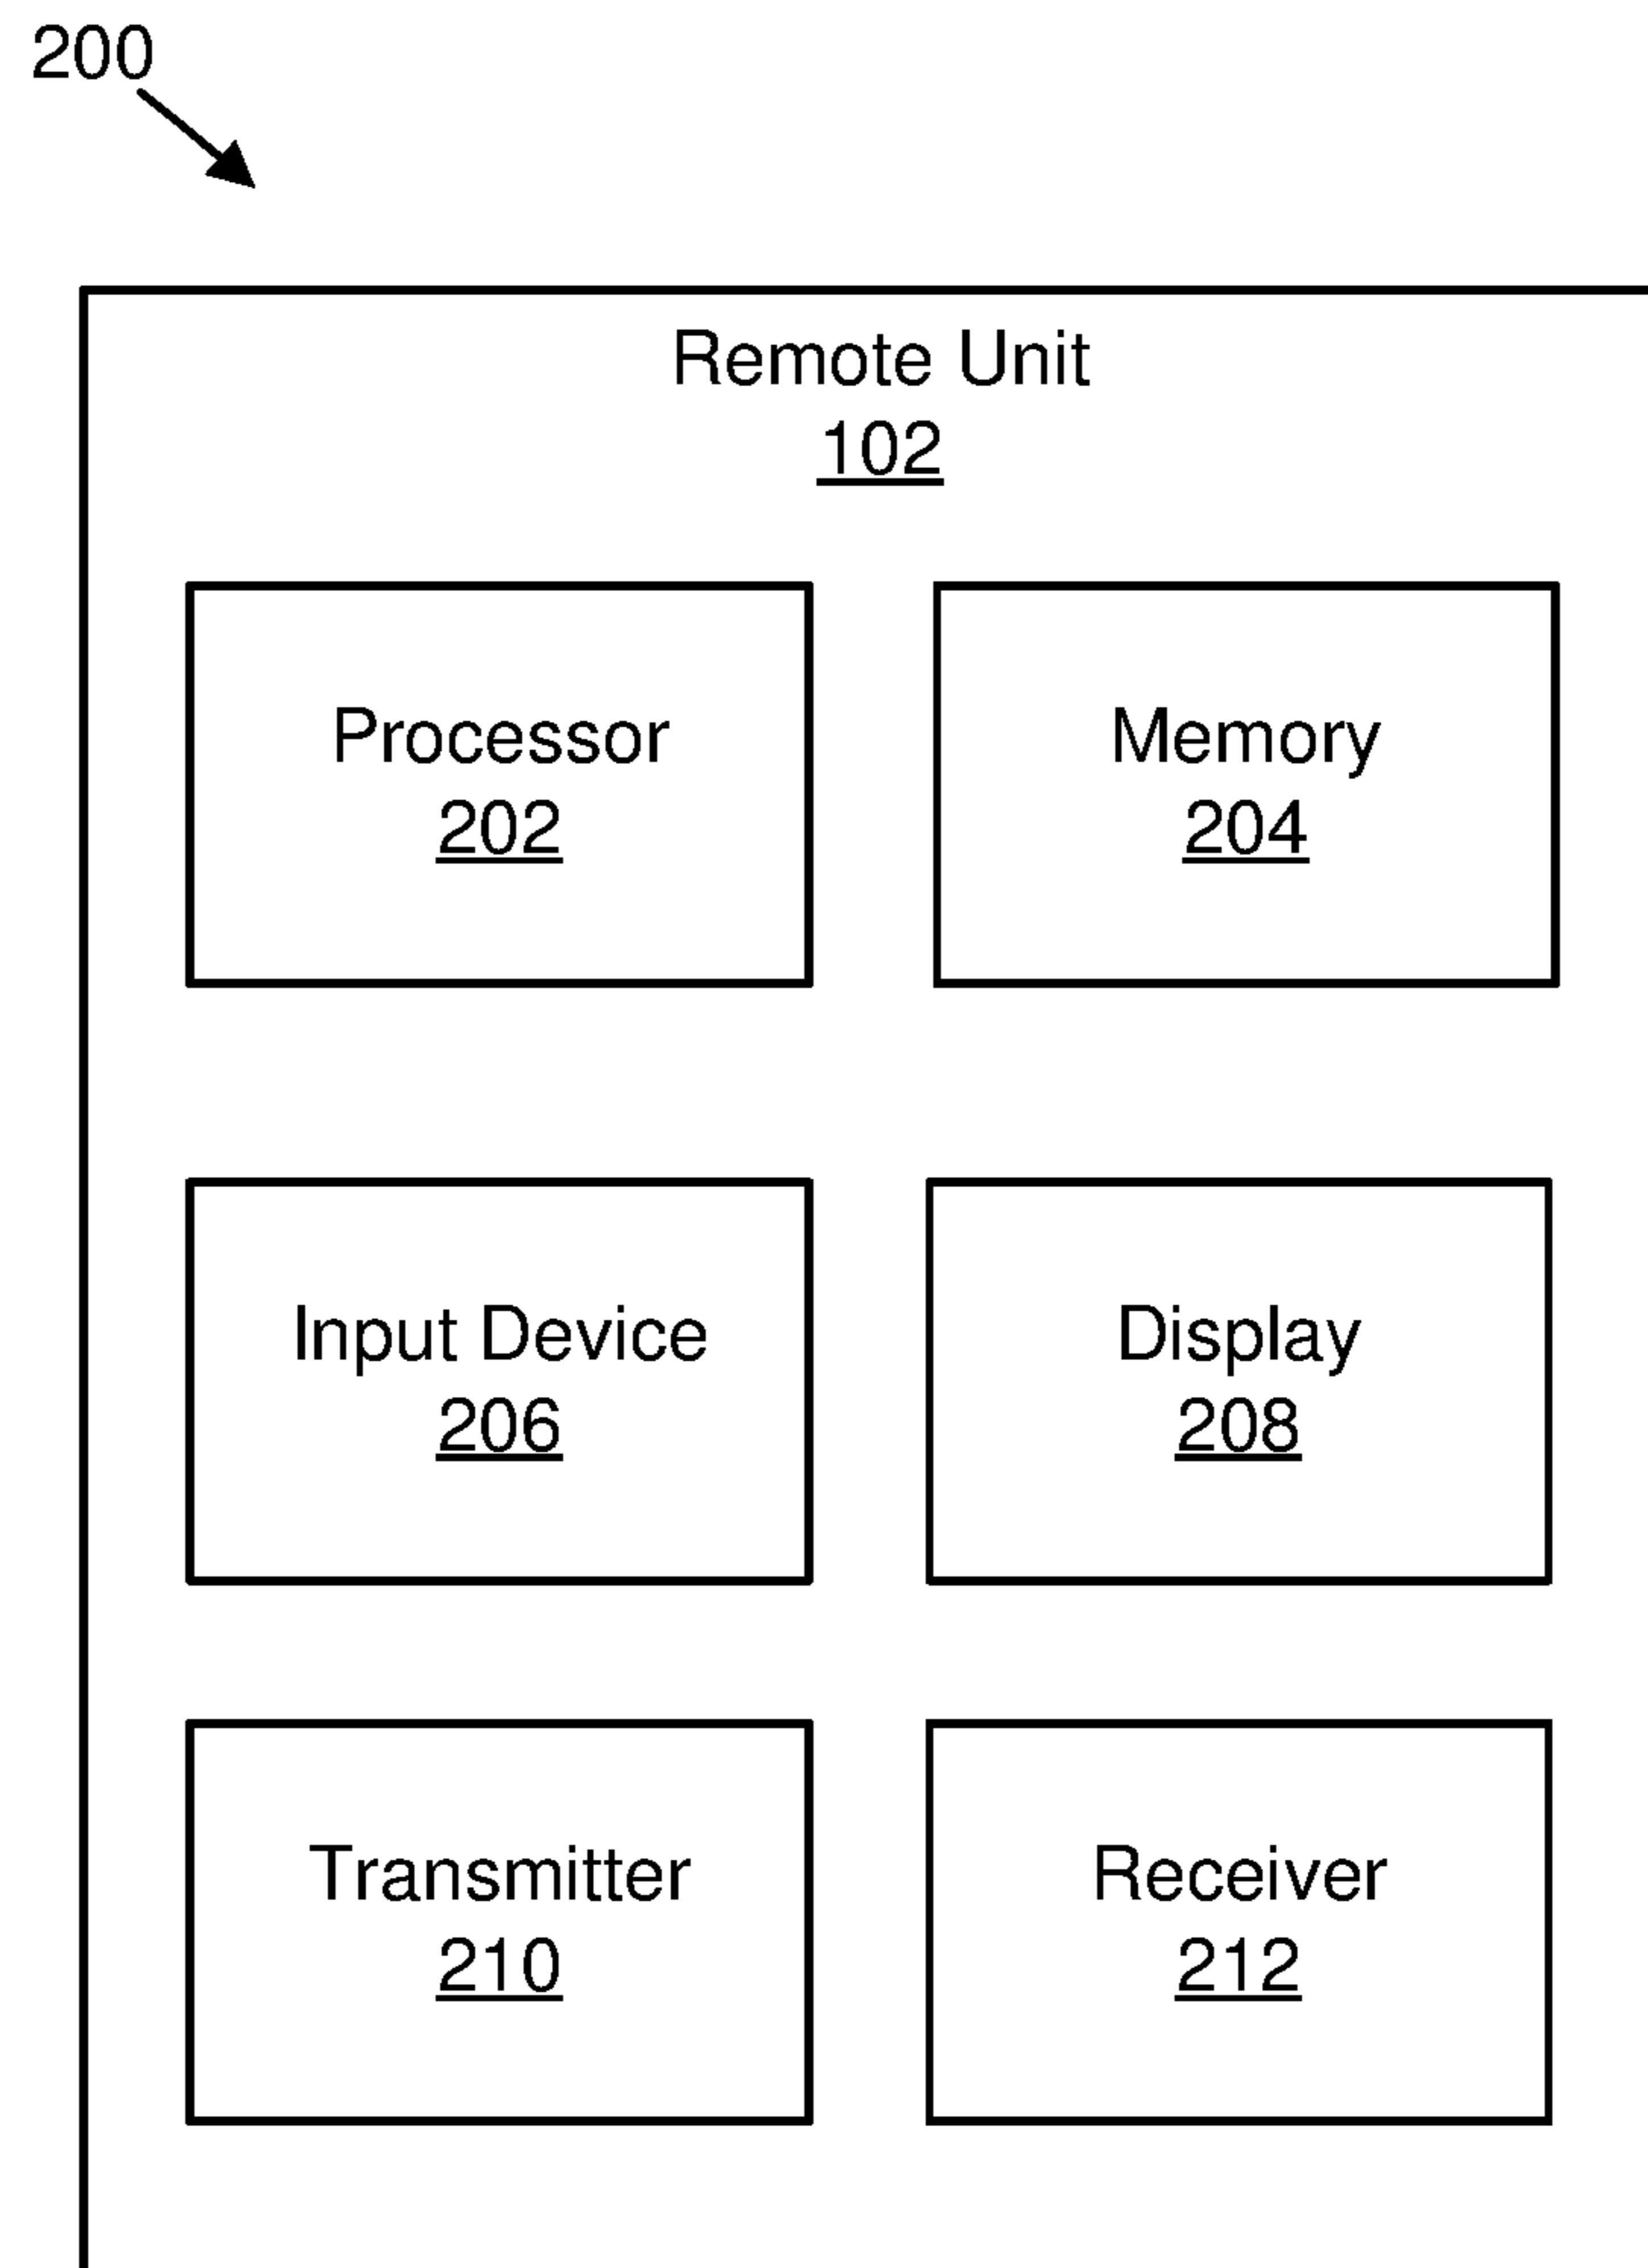 200
Remote Unit
102
Processor
202
Memory
204
Input Device
206
Display
208
Transmitter
210
Receiver
212